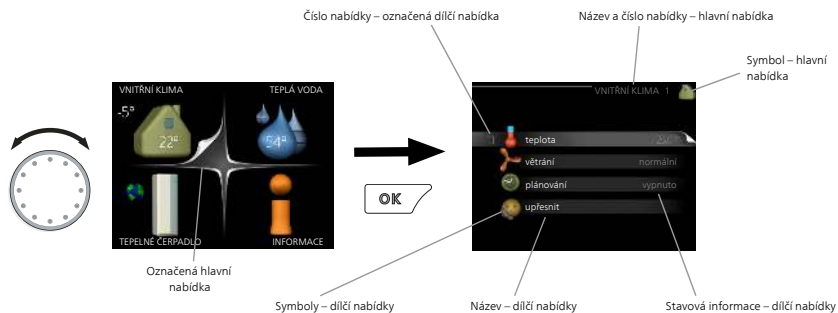 Číslo nabídky – označená dílčí nabídka
Název a číslo nabídky – hlavní nabídka
Symbol – hlavní
nabídka
VNITŘNÍ KLIMA
TEPLÁ VODA
-5°
22°
54°
TEPELNÉ ČERPADLO
INFORMACE
OK
VNITŘNÍ KLIMA 1
teplota
větrání
normální
plánování
vypnuto
upřesnit
Označená hlavní
nabídka
Symboly – dílčí nabídky
Název – dílčí nabídky
Stavová informace – dílčí nabídky